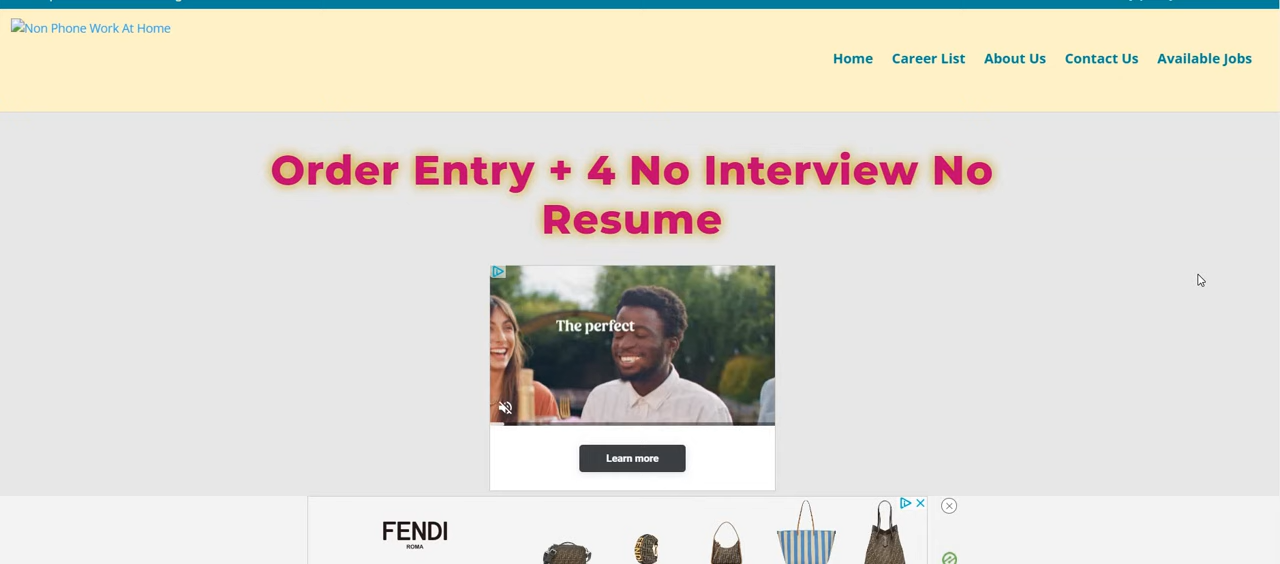 Non Phone Work At Home
Home Career List About Us Contact Us Available Jobs
Order Entry + 4 No Interview No
Resume
The perfect
Learn more
FENDI
ROMA